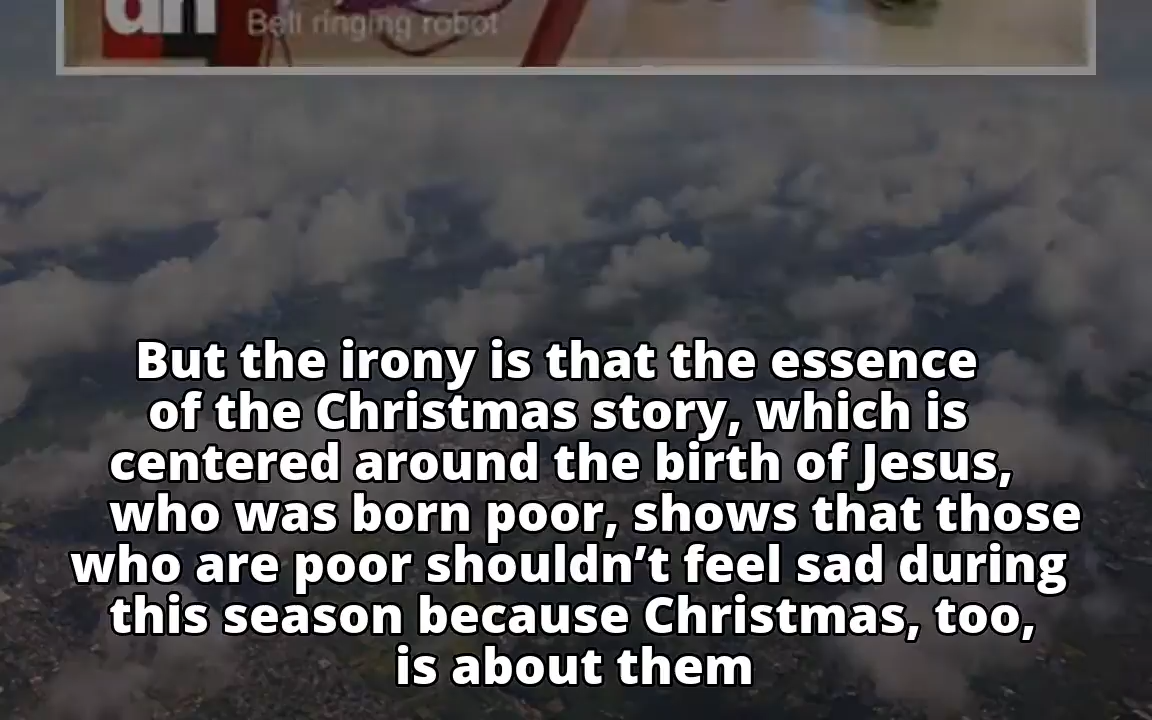 an
Bell ringing robot
But the irony is that the essence
of the Christmas story, which is
centered around the birth of Jesus,
who was born poor, shows that those
who are poor shouldn’t feel sad during
this season because Christmas, too,
is about them